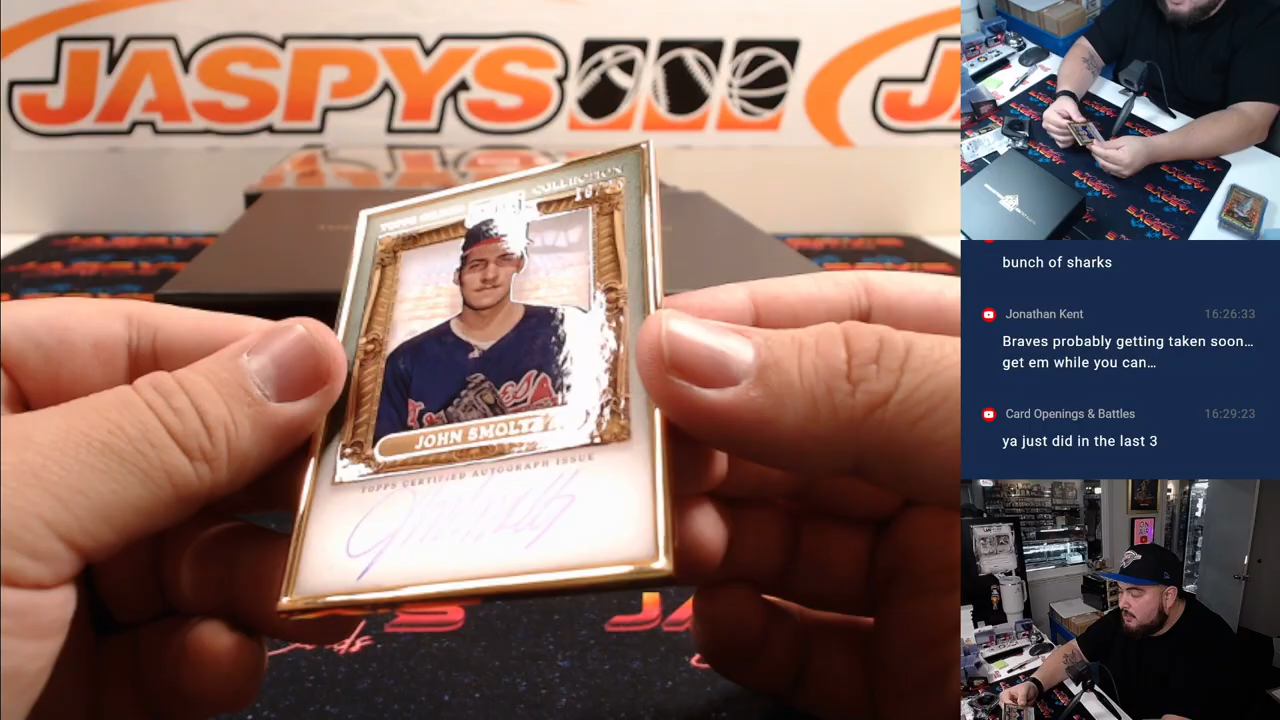 JASPYS
COLLECTION
JOHN SMOLTZ
TOPPS CERTIFIED AUTOGRAPH ISSUE
bunch of sharks
Jonathan Kent 16:26:33
Braves probably getting taken soon…
get em while you can…
Card Openings & Battles 16:29:23
ya just did in the last 3